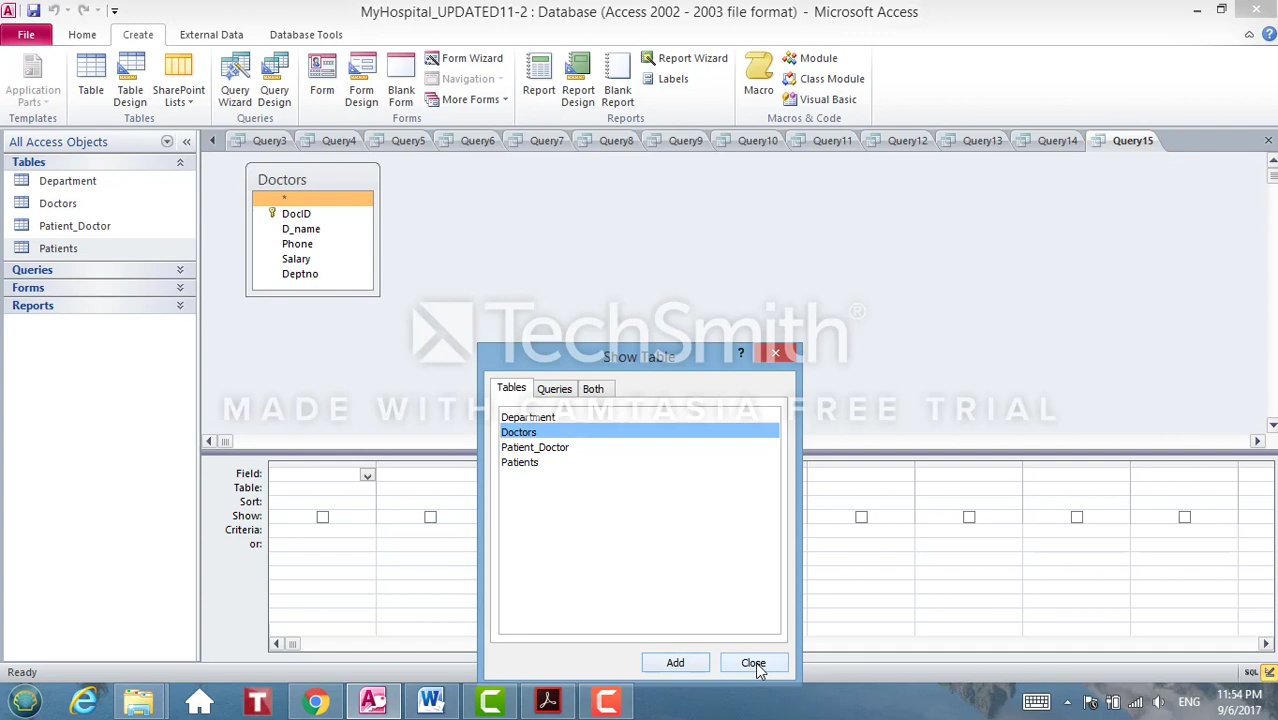 MyHospital_UPDATED11-2 : Database (Access 2002 - 2003 file format) - Microsoft Access
File Home Create External Data Database Tools
Application Parts
Table
Table Design
SharePoint Lists
Query Wizard
Query Design
Form
Form Design
Blank Form
Form Wizard
Navigation
More Forms
Report
Report Design
Blank Report
Report Wizard
Labels
Macro
Module
Class Module
Visual Basic
Templates Tables Queries Forms Reports Macros & Code
All Access Objects
Query3 Query4 Query5 Query6 Query7 Query8 Query9 Query10 Query11 Query12 Query13 Query14 Query15
Tables
Department
Doctors
Patient_Doctor
Patients
Queries
Forms
Reports
Doctors
*
DocID
D_name
Phone
Salary
Deptno
TechSmith®
MADE WITH CAMTASIA FREE TRIAL
Show Table
?
Tables Queries Both
Department
Doctors
Patient_Doctor
Patients
Add Close
Field:
Table:
Sort:
Show:
Criteria:
or:
Ready
SQL
ENG
11:54 PM
9/6/2017